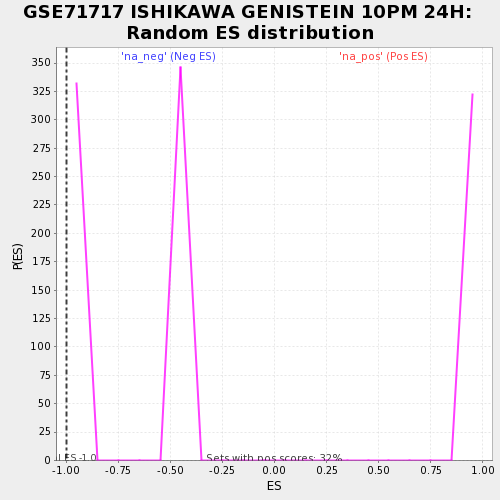 GSE71717 ISHIKAWA GENISTEIN 10PM 24H:
Random ES distribution
'na_neg' (Neg ES) 'na_pos' (Pos ES)
350
325
300
275
250
225
200
175
150
125
100
75
50
25
0
P(ES)
ES -1.0 Sets with pos scores: 32%
-1.00 -0.75 -0.50 -0.25 0.00 0.25 0.50 0.75 1.00
ES